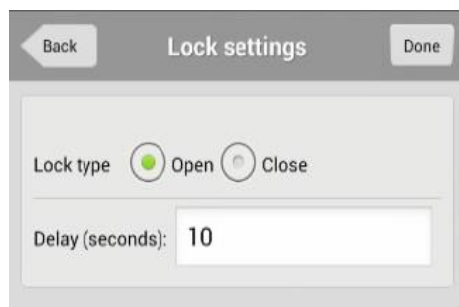 Back Lock settings Done
Lock type Open Close
Delay (seconds): 10